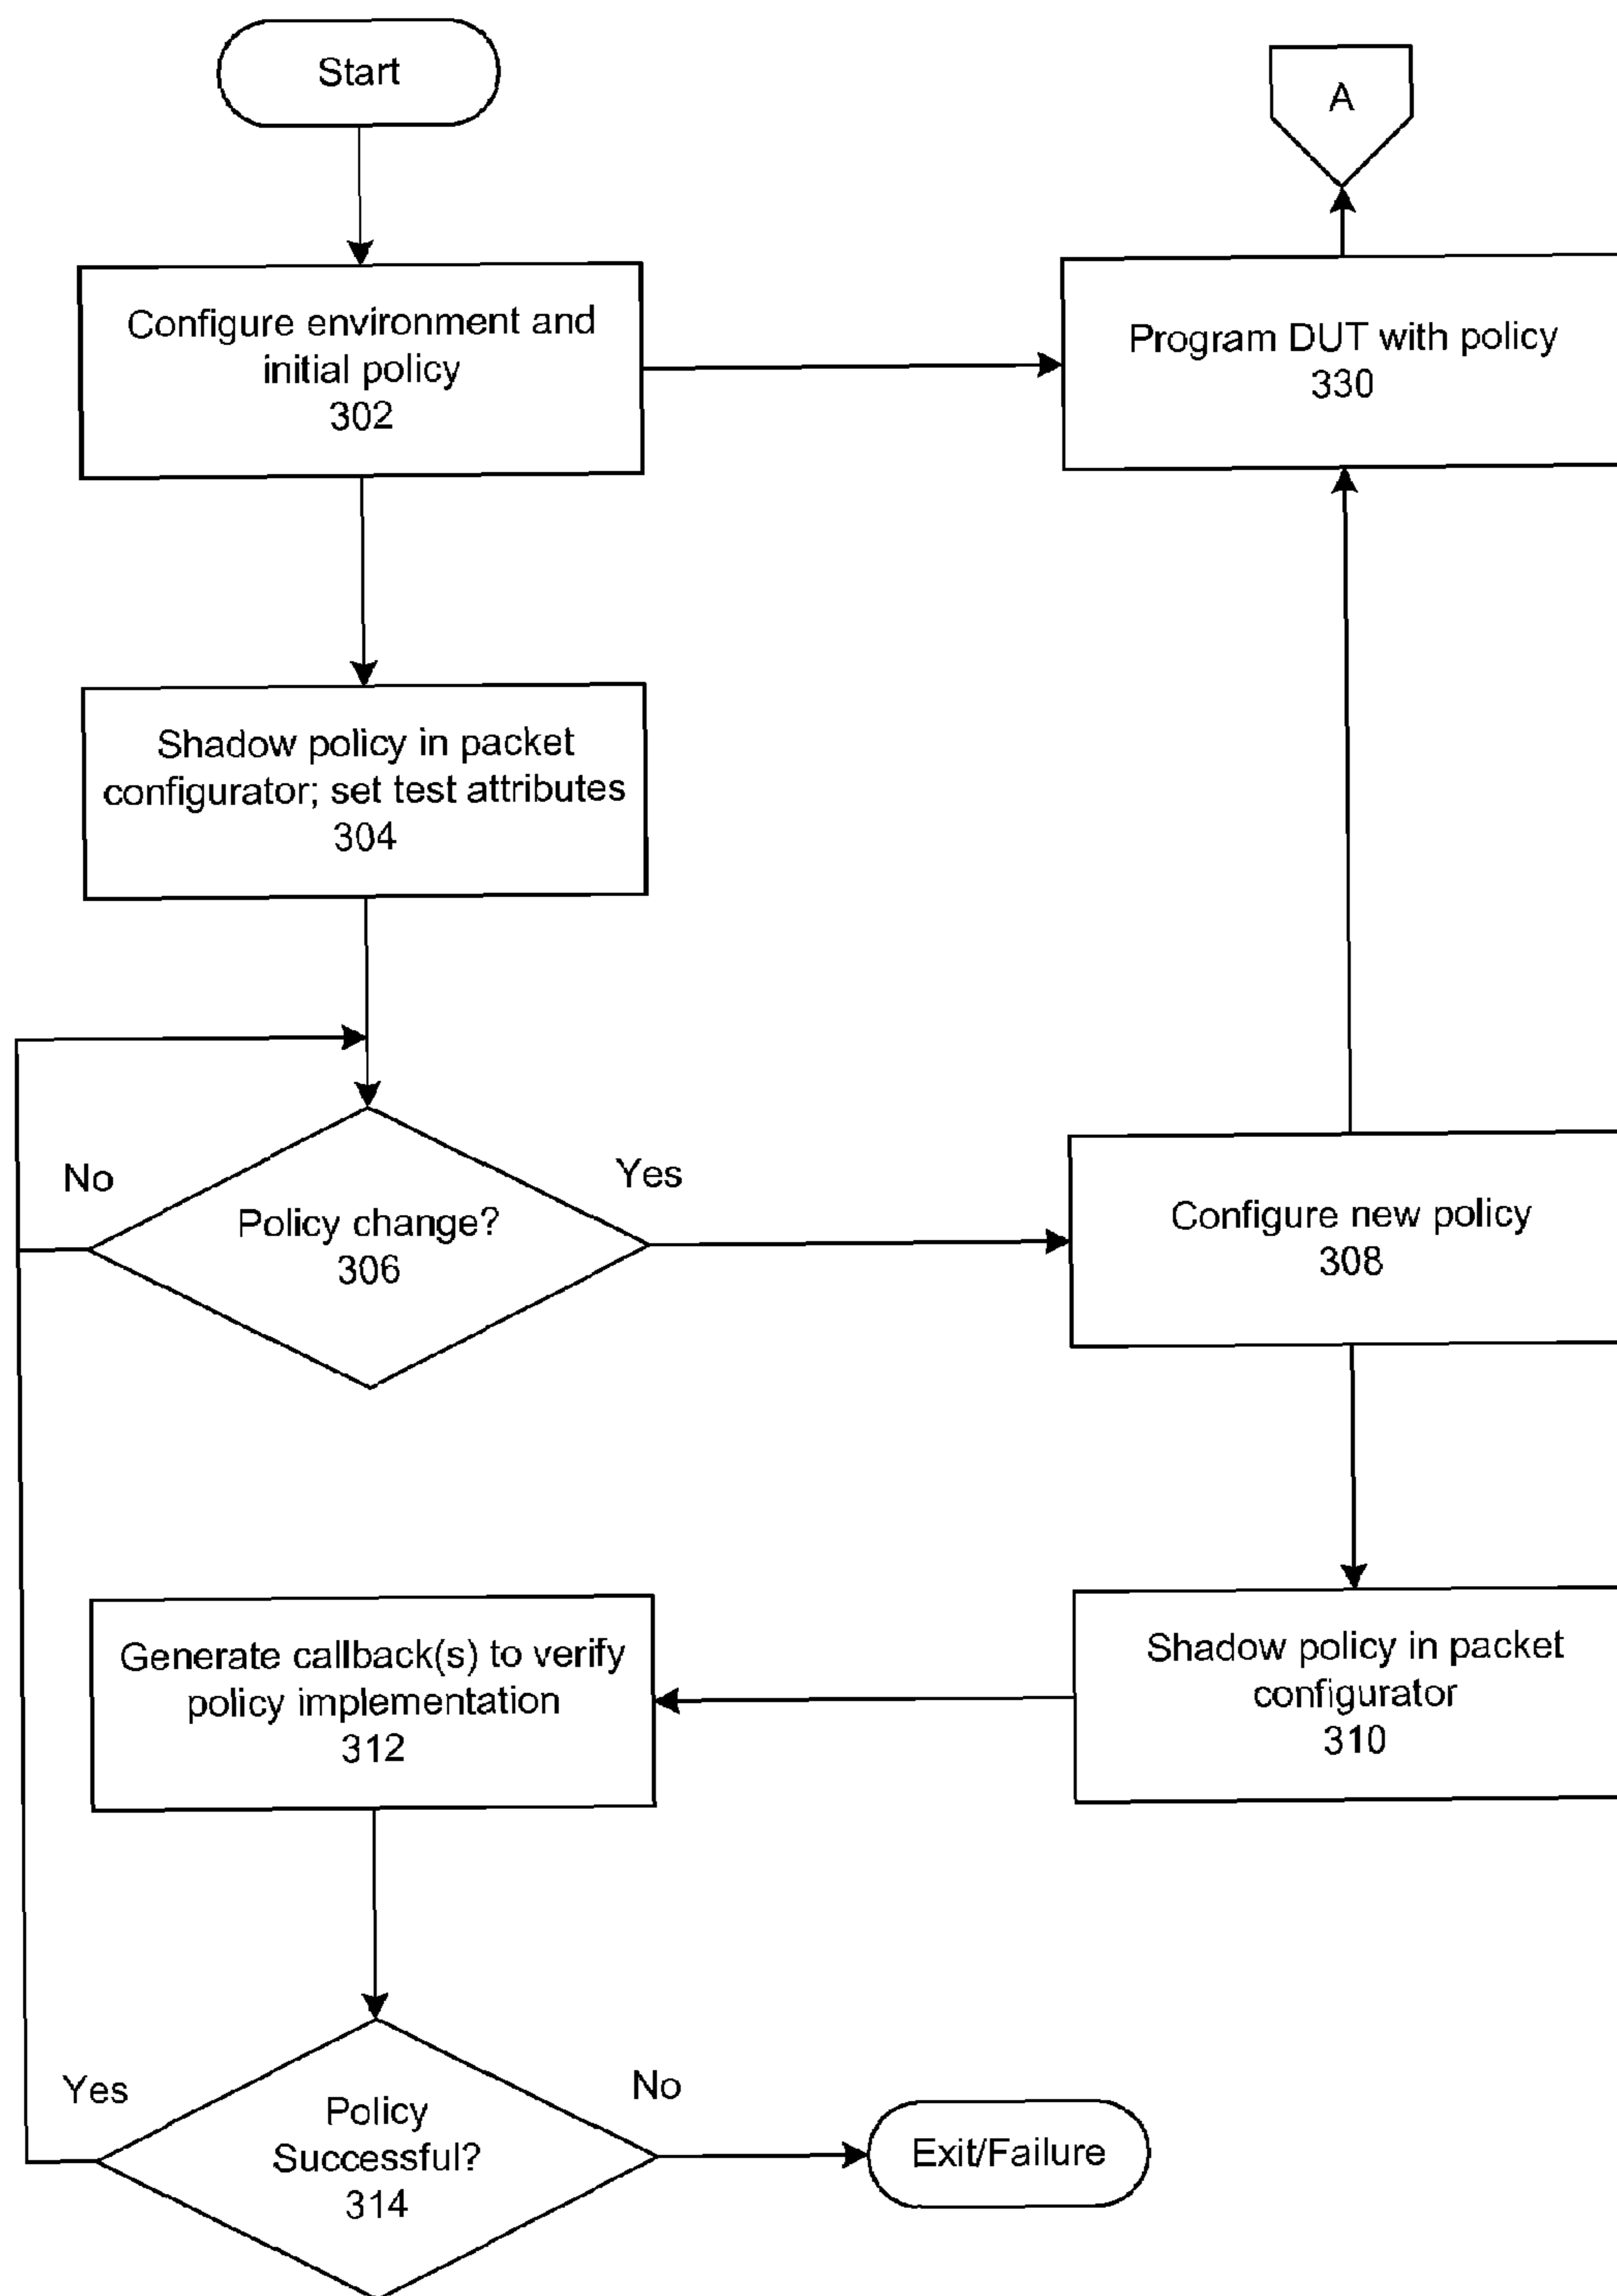 Start
A
Configure environment and
initial policy
302
Program DUT with policy
330
Shadow policy in packet
configurator; set test attributes
304
No
Yes
Policy change?
306
Configure new policy
308
Generate callback(s) to verify
policy implementation
312
Shadow policy in packet
configurator
310
Yes
No
Policy
Successful?
314
Exit/Failure